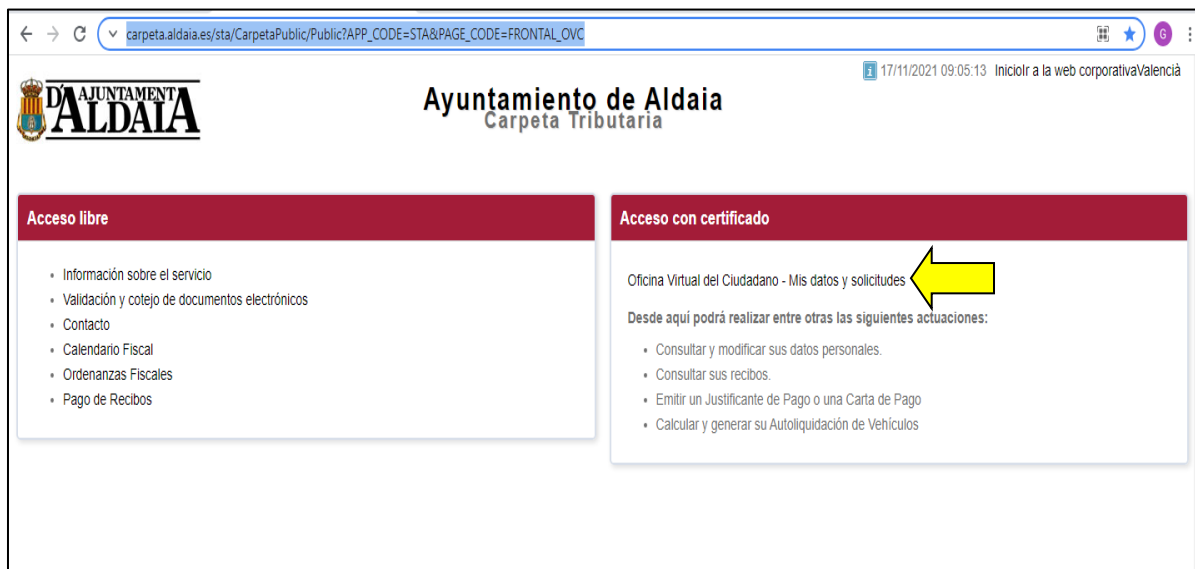 carpeta.aldaia.es/sta/CarpetaPublic/Public?APP_CODE=STA&PAGE_CODE=FRONTAL_OVC
G
17/11/2021 09:05:13 InicioIr a la web corporativaValencià
D'AJUNTAMENT
ALDAIA
Ayuntamiento de Aldaia
Carpeta Tributaria
Acceso libre
Información sobre el servicio
Validación y cotejo de documentos electrónicos
Contacto
Calendario Fiscal
Ordenanzas Fiscales
Pago de Recibos
Acceso con certificado
Oficina Virtual del Ciudadano - Mis datos y solicitudes
Desde aquí podrá realizar entre otras las siguientes actuaciones:
Consultar y modificar sus datos personales.
Consultar sus recibos.
Emitir un Justificante de Pago o una Carta de Pago
Calcular y generar su Autoliquidación de Vehículos